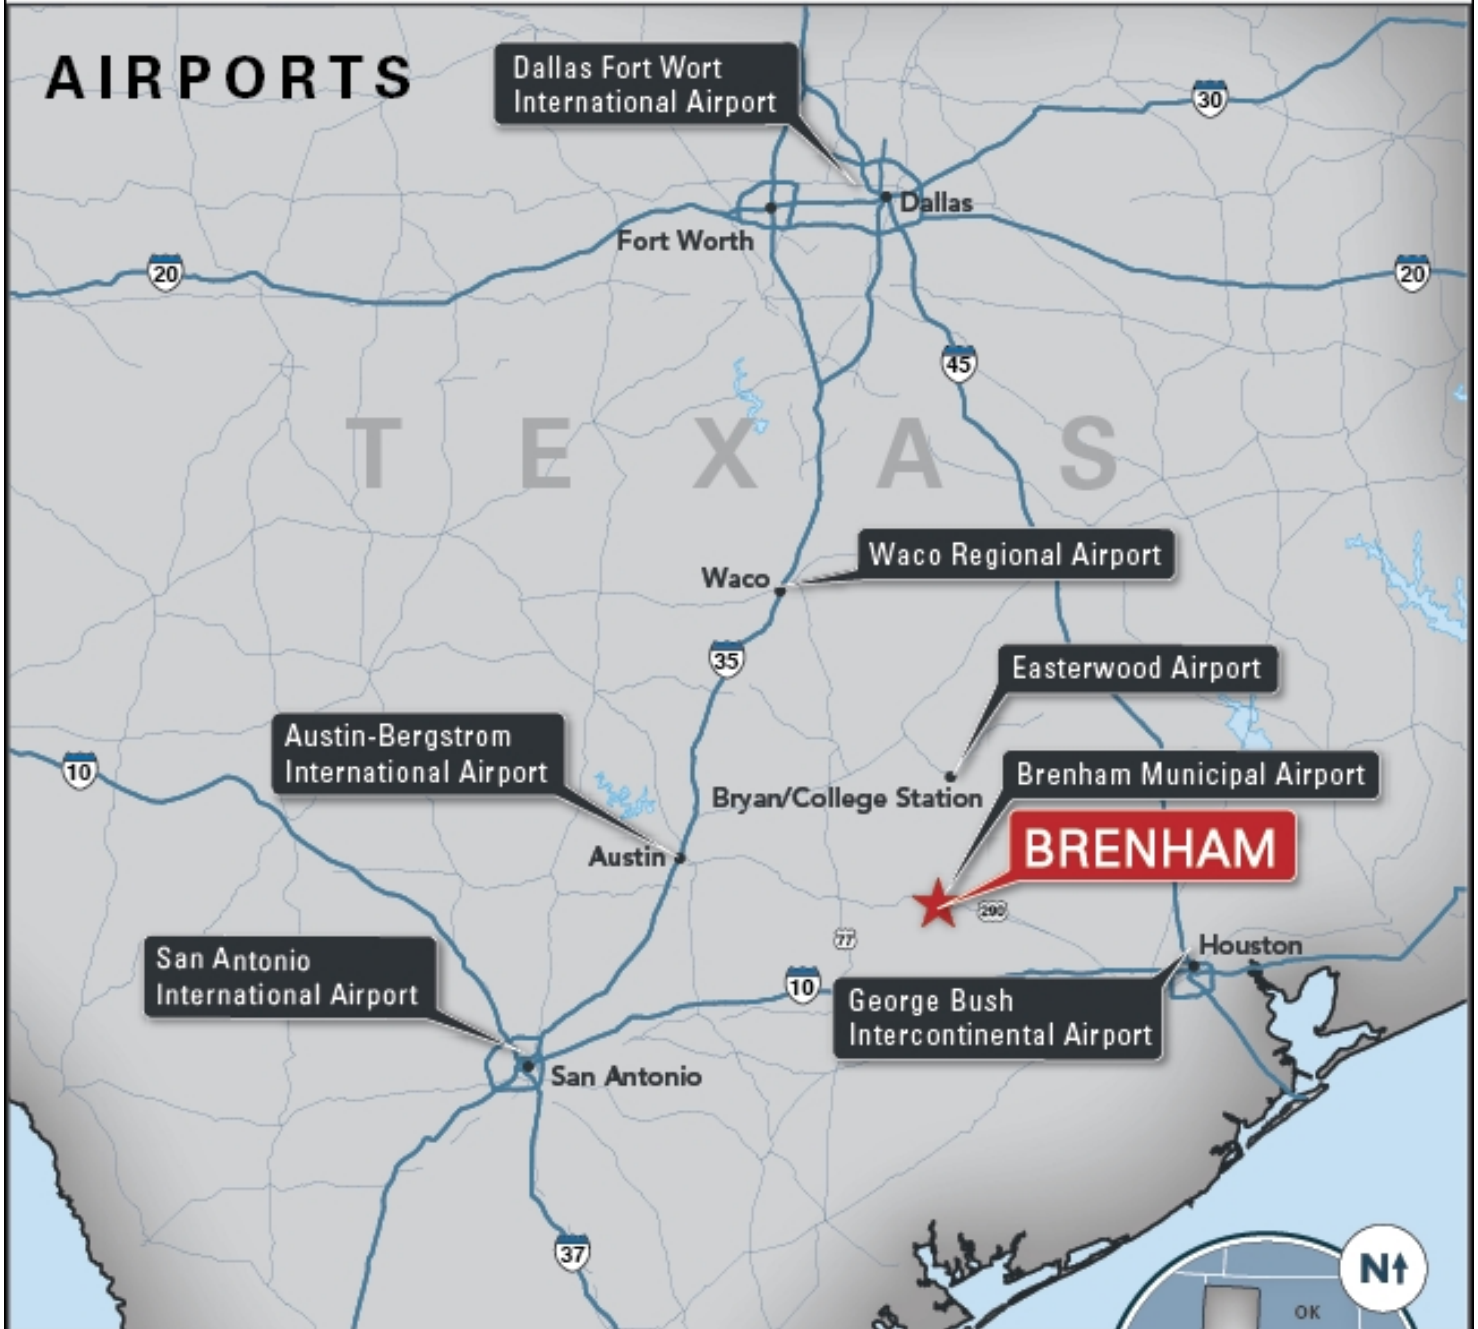 AIRPORTS
Dallas Fort Wort
International Airport
30
Dallas
Fort Worth
20
20
45
TEXAS
Waco Regional Airport
Waco
35
Easterwood Airport
Austin-Bergstrom
International Airport
10
Brenham Municipal Airport
Bryan/College Station
BRENHAM
Austin
290
77
Houston
San Antonio
International Airport
10
George Bush
Intercontinental Airport
San Antonio
37
N
OK